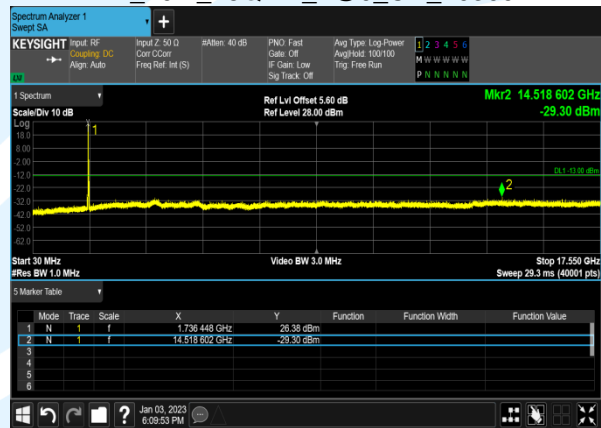 Spectrum Analyzer 1
Swept SA
KEYSIGHT
Input: RF
Coupling: DC
Align: Auto
Input Z: 50 Ω
Corr CCorr
Freq Ref: Int (S)
#Atten: 40 dB
PNO: Fast
Gate: Off
IF Gain: Low
Sig Track: Off
Avg Type: Log-Power
Avg|Hold: 100/100
Trig: Free Run
1 2 3 4 5 6
M W W W W W
P N N N N N
LW
1 Spectrum
Scale/Div 10 dB
Ref Lvl Offset 5.60 dB
Ref Level 28.00 dBm
Mkr2 14.518 602 GHz
-29.30 dBm
Log
18.0
8.00
-2.00
-12.0
-22.0
-32.0
-42.0
-52.0
-62.0
1
DL1 -13.00 dBm
2
Start 30 MHz
#Res BW 1.0 MHz
Video BW 3.0 MHz
Stop 17.550 GHz
Sweep 29.3 ms (40001 pts)
5 Marker Table
Mode Trace Scale X Y Function Function Width Function Value
1 N 1 f 1.736 448 GHz 26.38 dBm
2 N 1 f 14.518 602 GHz -29.30 dBm
3
4
5
6
Jan 03, 2023
6:09:53 PM